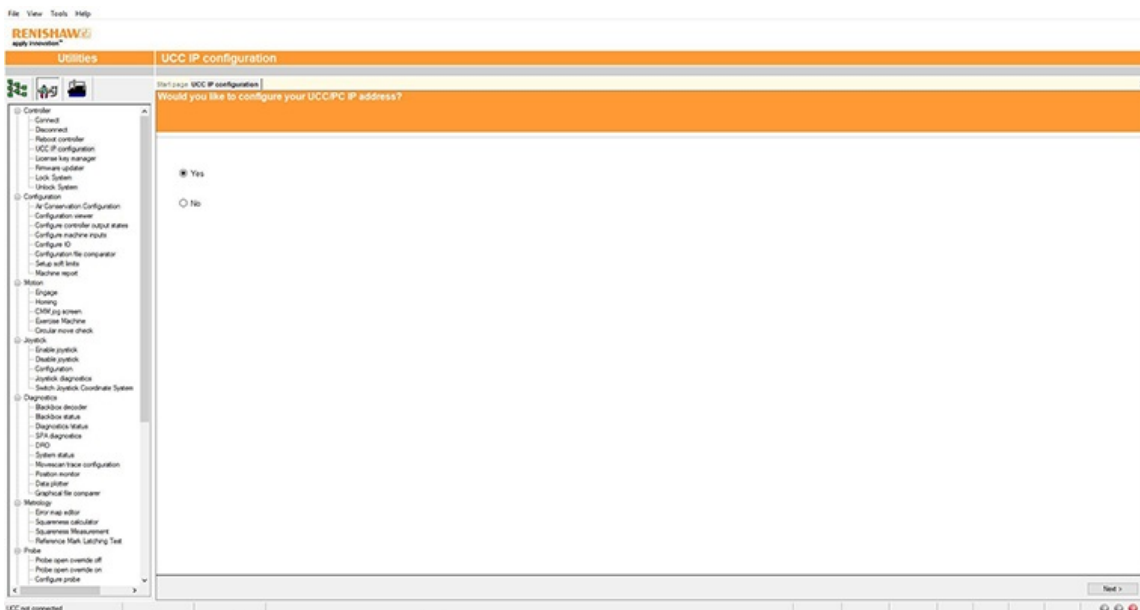 File View Tools Help
RENISHAW
apply innovation™
Utilities
UCC IP configuration
Start page UCC IP configuration
Would you like to configure your UCC/PC IP address?
Controller
Connect
Disconnect
Reboot controller
UCC IP configuration
License key manager
Firmware updater
Lock System
Unlock System
Configuration
Air Conservation Configuration
Configuration viewer
Configure controller output states
Configure machine inputs
Configure IO
Configuration file comparator
Setup soft limits
Machine report
Motion
Engage
Homing
CMM jog screen
Exercise Machine
Circular move check
Joystick
Enable joystick
Disable joystick
Configuration
Joystick diagnostics
Switch Joystick Coordinate System
Diagnostics
Blackbox decoder
Blackbox status
Diagnostics Status
SPA diagnostics
DRO
System status
Movescan trace configuration
Position monitor
Data plotter
Graphical file comparer
Metrology
Error map editor
Squareness calculator
Squareness Measurement
Reference Mark Latching Test
Probe
Probe open override off
Probe open override on
Configure probe
Yes
No
Next >
UCC not connected